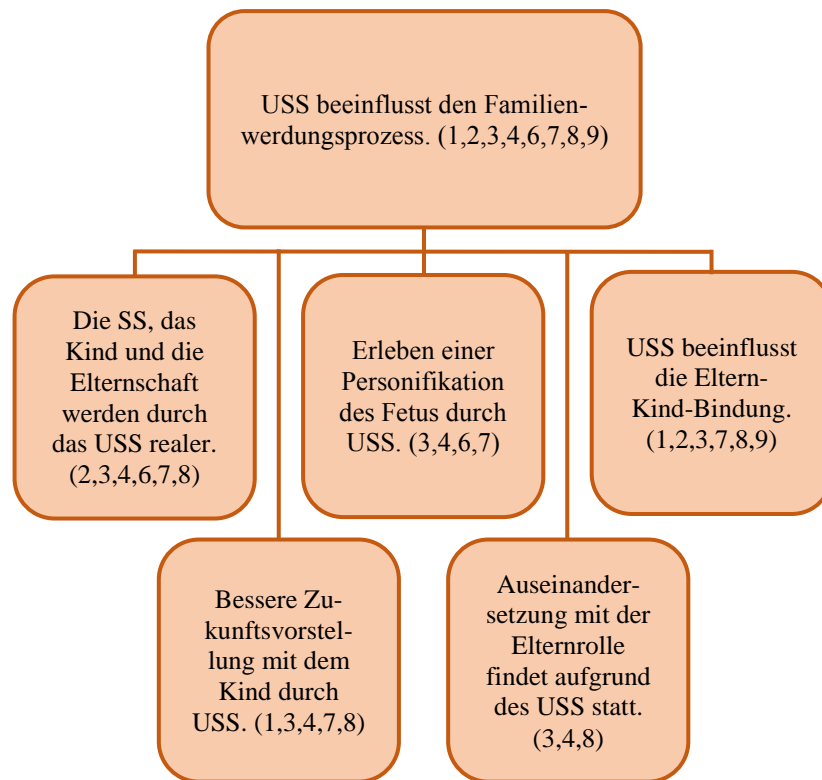 USS beeinflusst den Familien-
werdungsprozess. (1,2,3,4,6,7,8,9)
Die SS, das
Kind und die
Elternschaft
werden durch
das USS realer.
(2,3,4,6,7,8)
Erleben einer
Personifikation
des Fetus durch
USS. (3,4,6,7)
USS beeinflusst
die Eltern-
Kind-Bindung.
(1,2,3,7,8,9)
Bessere Zu-
kunftsvorstel-
lung mit dem
Kind durch
USS. (1,3,4,7,8)
Auseinander-
setzung mit der
Elternrolle
findet aufgrund
des USS statt.
(3,4,8)